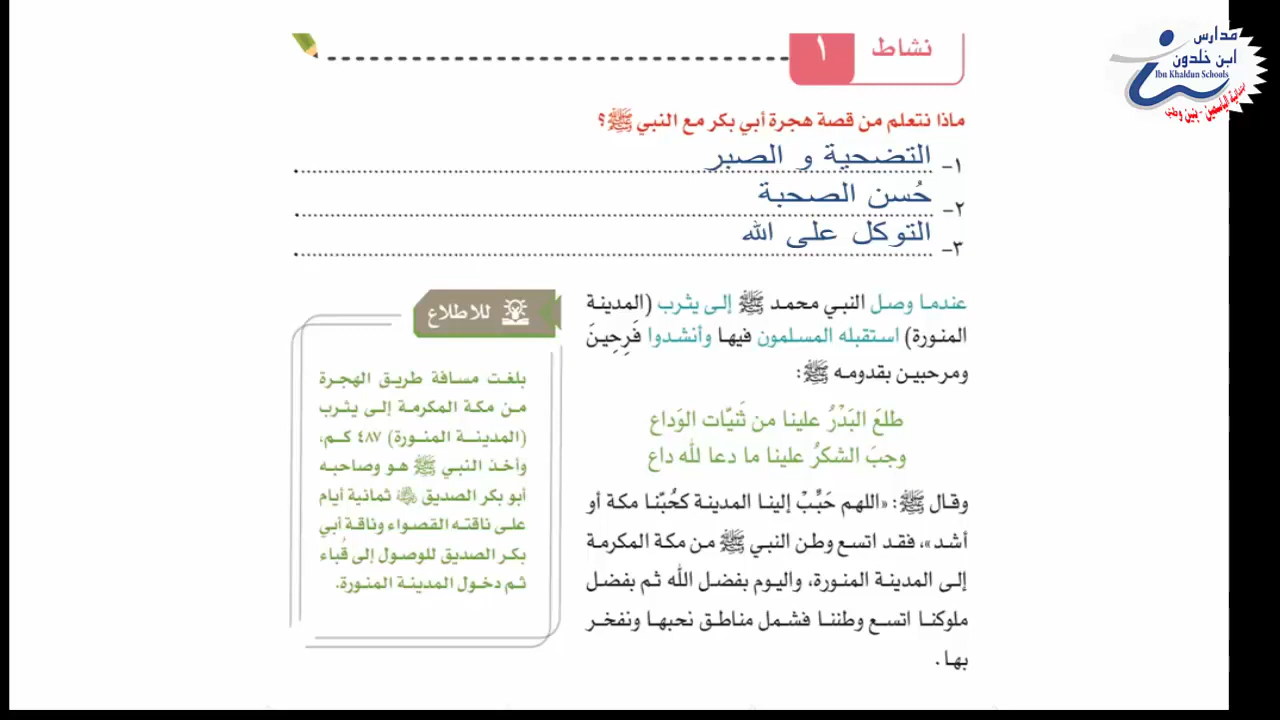 نشاط ١
مدارس
ابن خلدون
Ibn Khaldun Schools
ماذا نتعلم من قصة هجرة أبي بكر مع النبي ﷺ؟
١- التضحية و الصبر
٢- حُسن الصحبة
٣- التوكل على الله
عندما وصل النبي محمد ﷺ إلى يثرب (المدينة
المنورة) استقبله المسلمون فيها وأنشدوا فَرِحِينَ
ومرحبين بقدومه ﷺ:
طلعَ البَدْرُ علينا من ثَنيّات الوَداع
وجبَ الشكرُ علينا ما دعا لله داع
وقال ﷺ: «اللهم حَبِّبْ إلينا المدينة كحُبّنا مكة أو
أشد»، فقد اتسع وطن النبي ﷺ من مكة المكرمة
إلى المدينة المنورة، واليوم بفضل الله ثم بفضل
ملوكنا اتسع وطننا فشمل مناطق نحبها ونفخر
بها.
للاطلاع
بلغت مسافة طريق الهجرة
من مكة المكرمة إلى يثرب
(المدينة المنورة) ٤٨٧ كم،
وأخذ النبي ﷺ هو وصاحبه
أبو بكر الصديق ثمانية أيام
على ناقته القصواء وناقة أبي
بكر الصديق للوصول إلى قُباء
ثم دخول المدينة المنورة.